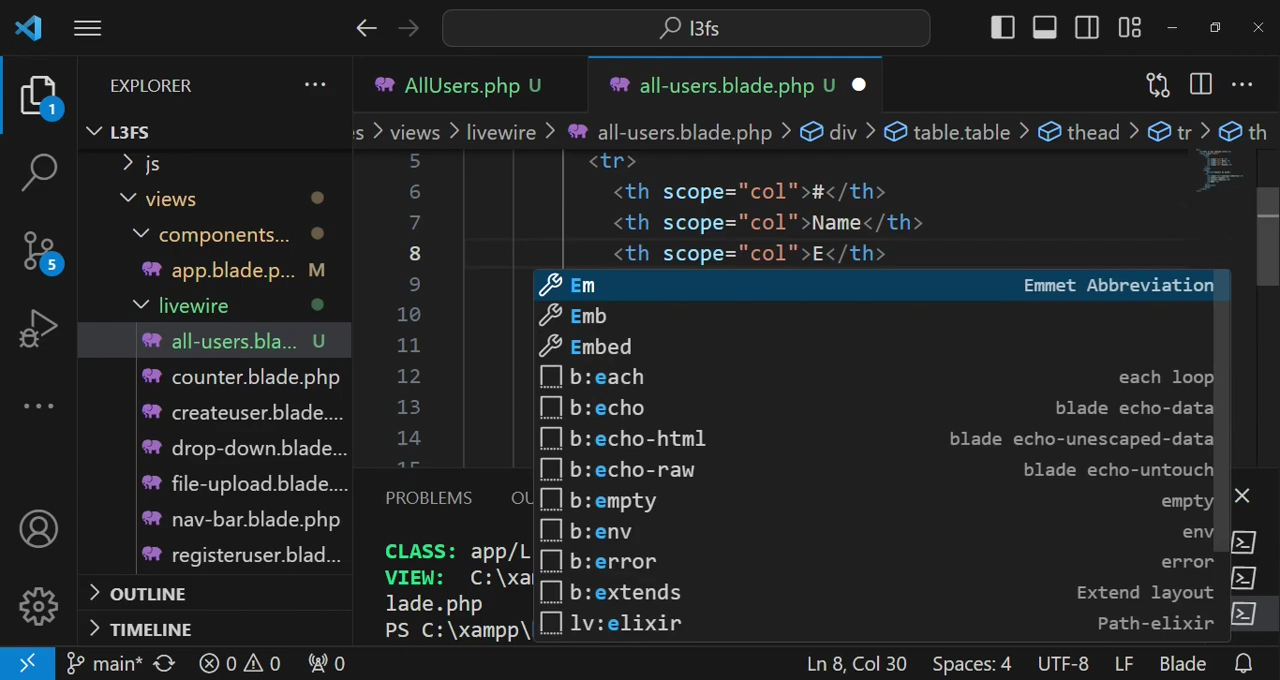 l3fs
EXPLORER
AllUsers.php U
all-users.blade.php U
L3FS
js
views
components...
app.blade.p... M
livewire
all-users.bla... U
counter.blade.php
createuser.blade....
drop-down.blade...
file-upload.blade....
nav-bar.blade.php
registeruser.blad...
OUTLINE
TIMELINE
1
5
es > views > livewire > all-users.blade.php > div > table.table > thead > tr > th
5 <tr>
6 <th scope="col">#</th>
7 <th scope="col">Name</th>
8 <th scope="col">E</th>
9
10
11
12
13
14
15
Em Emmet Abbreviation
Emb
Embed
b:each each loop
b:echo blade echo-data
b:echo-html blade echo-unescaped-data
b:echo-raw blade echo-untouch
b:empty empty
b:env env
b:error error
b:extends Extend layout
lv:elixir Path-elixir
PROBLEMS OU
CLASS: app/L
VIEW: C:\xam
lade.php
PS C:\xampp\
main* 0 0 0 Ln 8, Col 30 Spaces: 4 UTF-8 LF Blade